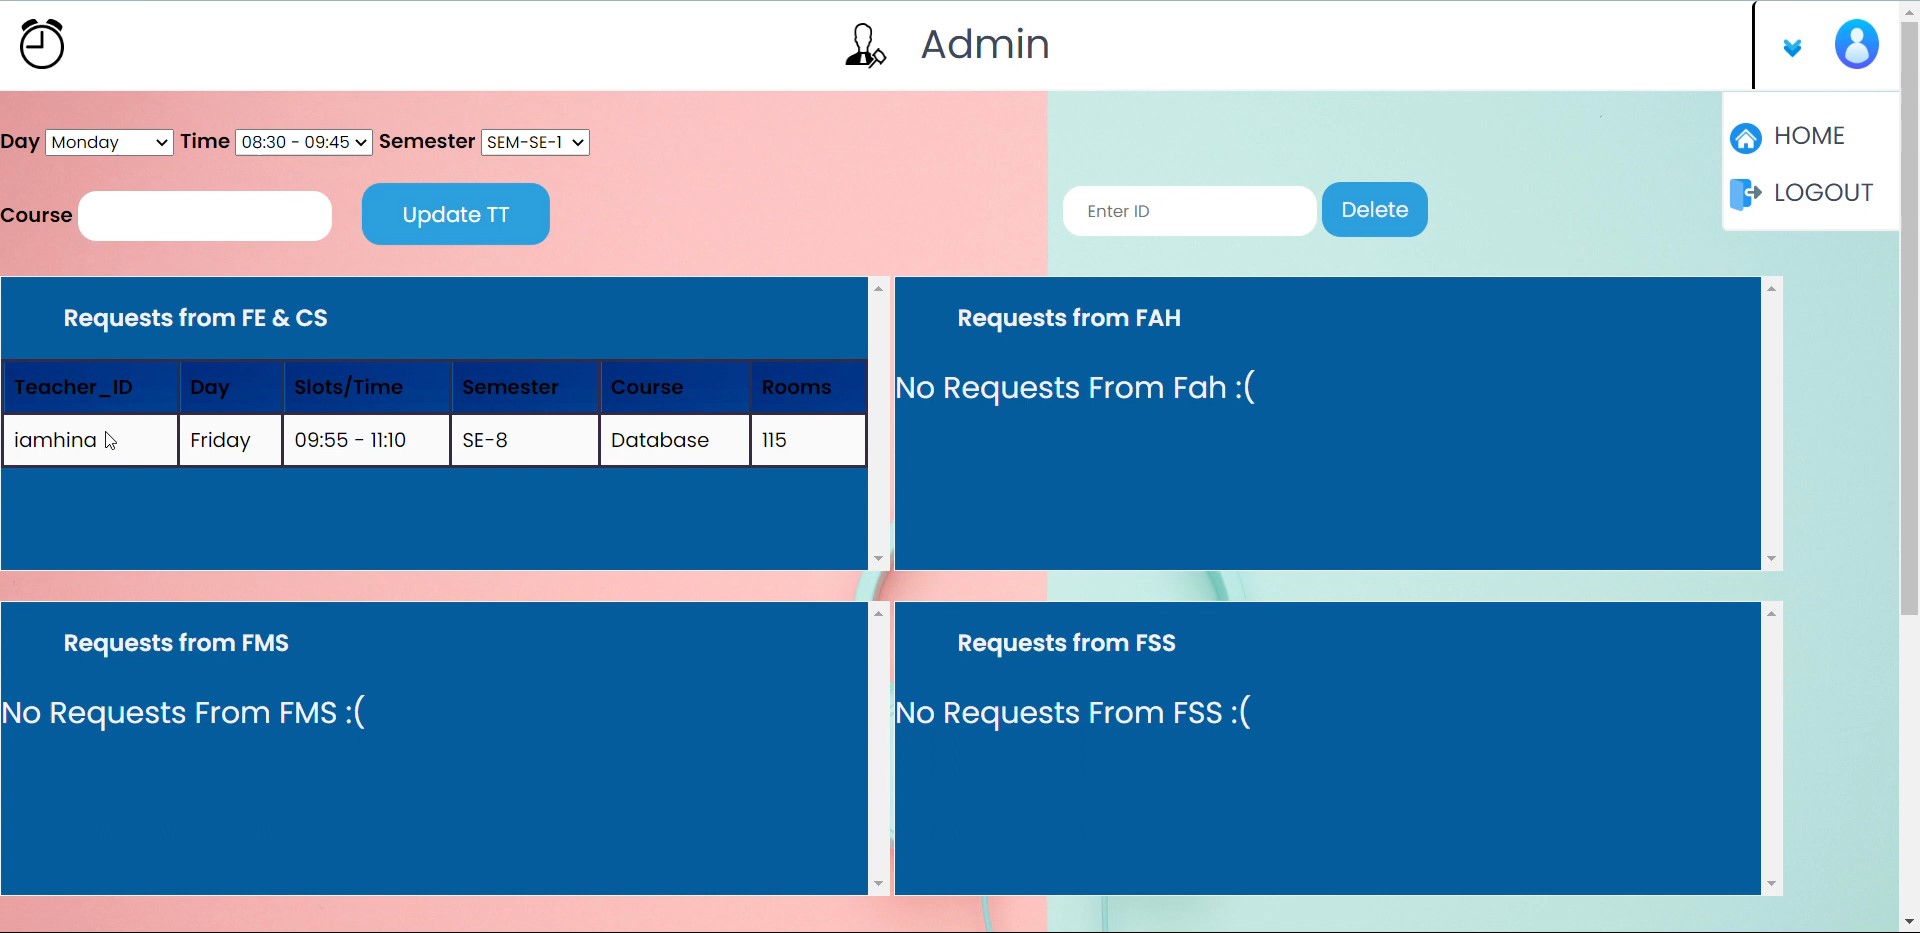 Admin
HOME
LOGOUT
Day Monday Time 08:30 - 09:45 Semester SEM-SE-1
Course Update TT
Enter ID Delete
Requests from FE & CS
Teacher_ID Day Slots/Time Semester Course Rooms
iamhina Friday 09:55 - 11:10 SE-8 Database 115
Requests from FAH
No Requests From Fah :(
Requests from FMS
No Requests From FMS :(
Requests from FSS
No Requests From FSS :(